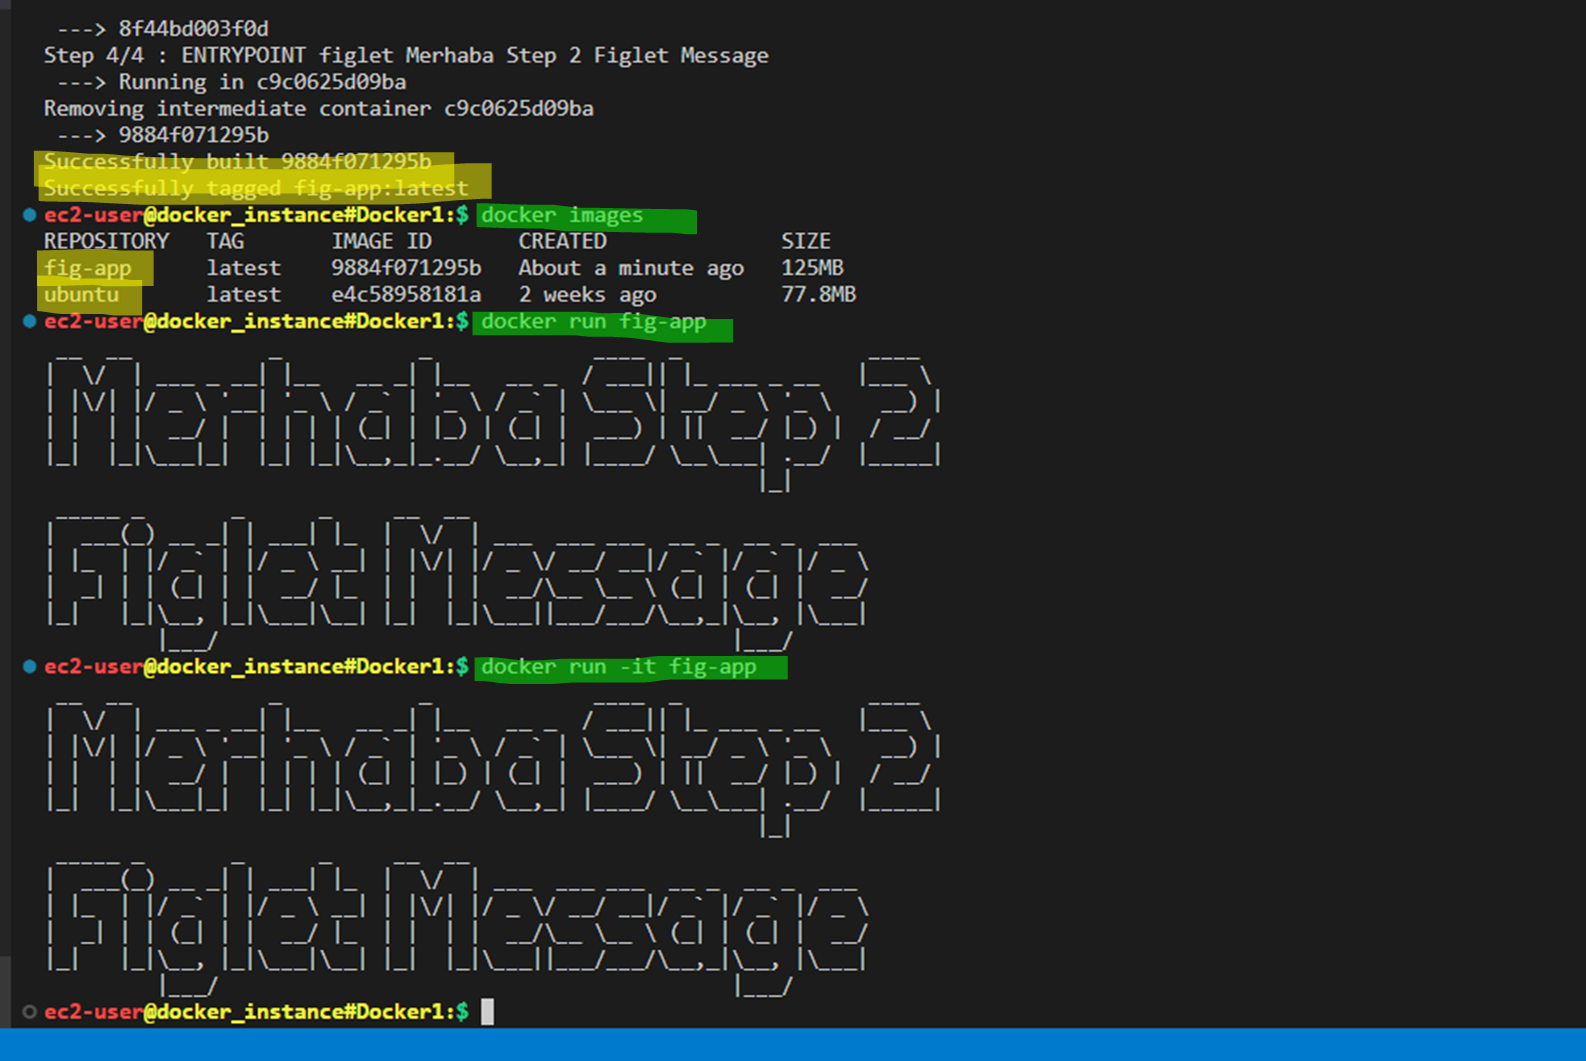 ---> 8f44bd003f0d
Step 4/4 : ENTRYPOINT figlet Merhaba Step 2 Figlet Message
---> Running in c9c0625d09ba
Removing intermediate container c9c0625d09ba
---> 9884f071295b
Successfully built 9884f071295b
Successfully tagged fig-app:latest
ec2-user@docker_instance#Docker1:$ docker images
REPOSITORY TAG IMAGE ID CREATED SIZE
fig-app latest 9884f071295b About a minute ago 125MB
ubuntu latest e4c58958181a 2 weeks ago 77.8MB
ec2-user@docker_instance#Docker1:$ docker run fig-app
Merhaba Step 2
Figlet Message
ec2-user@docker_instance#Docker1:$ docker run -it fig-app
Merhaba Step 2
Figlet Message
ec2-user@docker_instance#Docker1:$